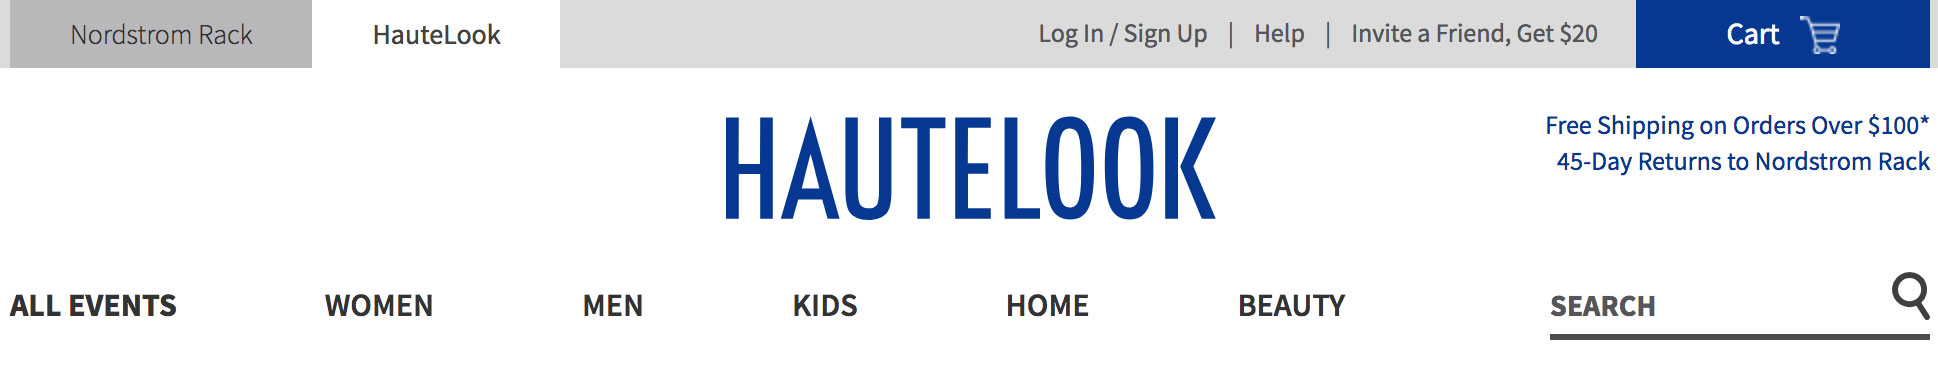 Nordstrom Rack HauteLook Log In / Sign Up | Help | Invite a Friend, Get $20 Cart
HAUTELOOK
Free Shipping on Orders Over $100*
45-Day Returns to Nordstrom Rack
ALL EVENTS WOMEN MEN KIDS HOME BEAUTY SEARCH